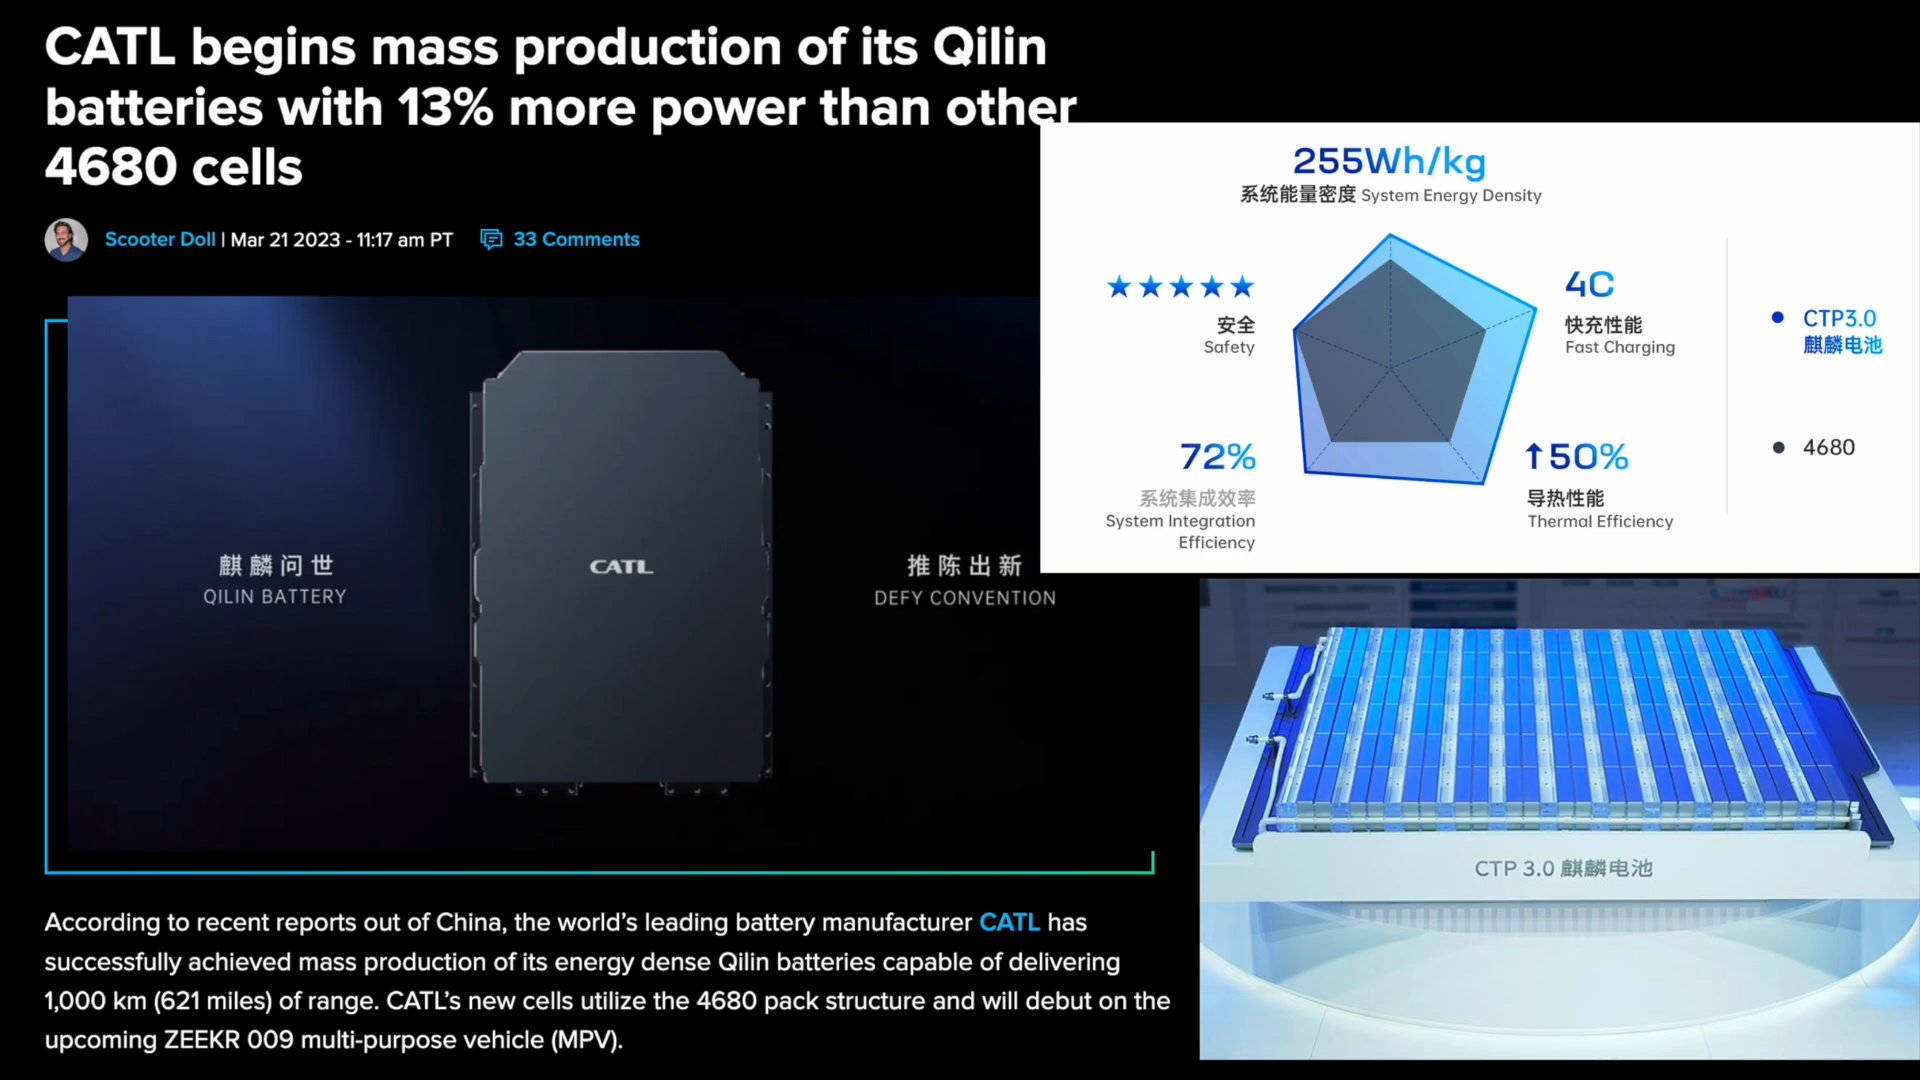 CATL begins mass production of its Qilin
batteries with 13% more power than other
4680 cells
Scooter Doll | Mar 21 2023 - 11:17 am PT
33 Comments
麒麟问世
QILIN BATTERY
CATL
推陈出新
DEFY CONVENTION
255Wh/kg
系统能量密度 System Energy Density
★★★★★
安全
Safety
4C
快充性能
Fast Charging
72%
系统集成效率
System Integration
Efficiency
↑50%
导热性能
Thermal Efficiency
CTP3.0
麒麟电池
4680
CTP 3.0 麒麟电池
According to recent reports out of China, the world's leading battery manufacturer CATL has
successfully achieved mass production of its energy dense Qilin batteries capable of delivering
1,000 km (621 miles) of range. CATL's new cells utilize the 4680 pack structure and will debut on the
upcoming ZEEKR 009 multi-purpose vehicle (MPV).